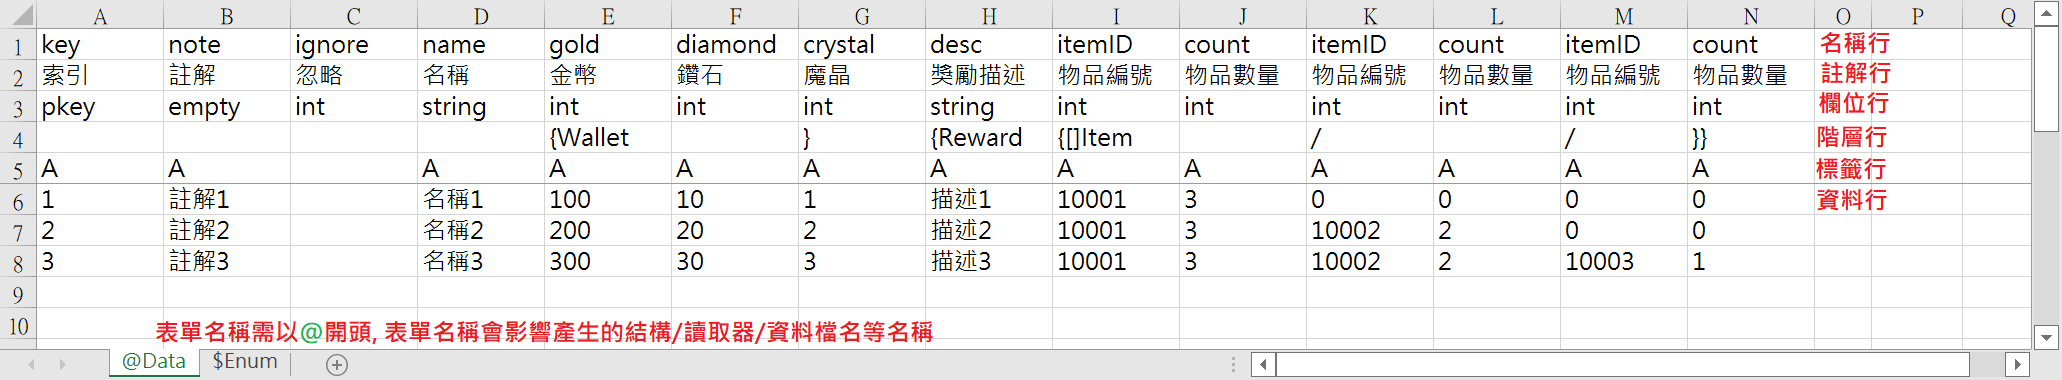 A B C D E F G H I J K L M N O P Q
1 key note ignore name gold diamond crystal desc itemID count itemID count itemID count 名稱行
2 索引 註解 忽略 名稱 金幣 鑽石 魔晶 獎勵描述 物品編號 物品數量 物品編號 物品數量 物品編號 物品數量 註解行
3 pkey empty int string int int int string int int int int int int 欄位行
4 {Wallet } {Reward {[]Item / / }} 階層行
5 A A A A A A A A A A A A A 標籤行
6 1 註解1 名稱1 100 10 1 描述1 10001 3 0 0 0 0 資料行
7 2 註解2 名稱2 200 20 2 描述2 10001 3 10002 2 0 0
8 3 註解3 名稱3 300 30 3 描述3 10001 3 10002 2 10003 1
9
10 表單名稱需以@開頭, 表單名稱會影響產生的結構/讀取器/資料檔名等名稱
@Data $Enum